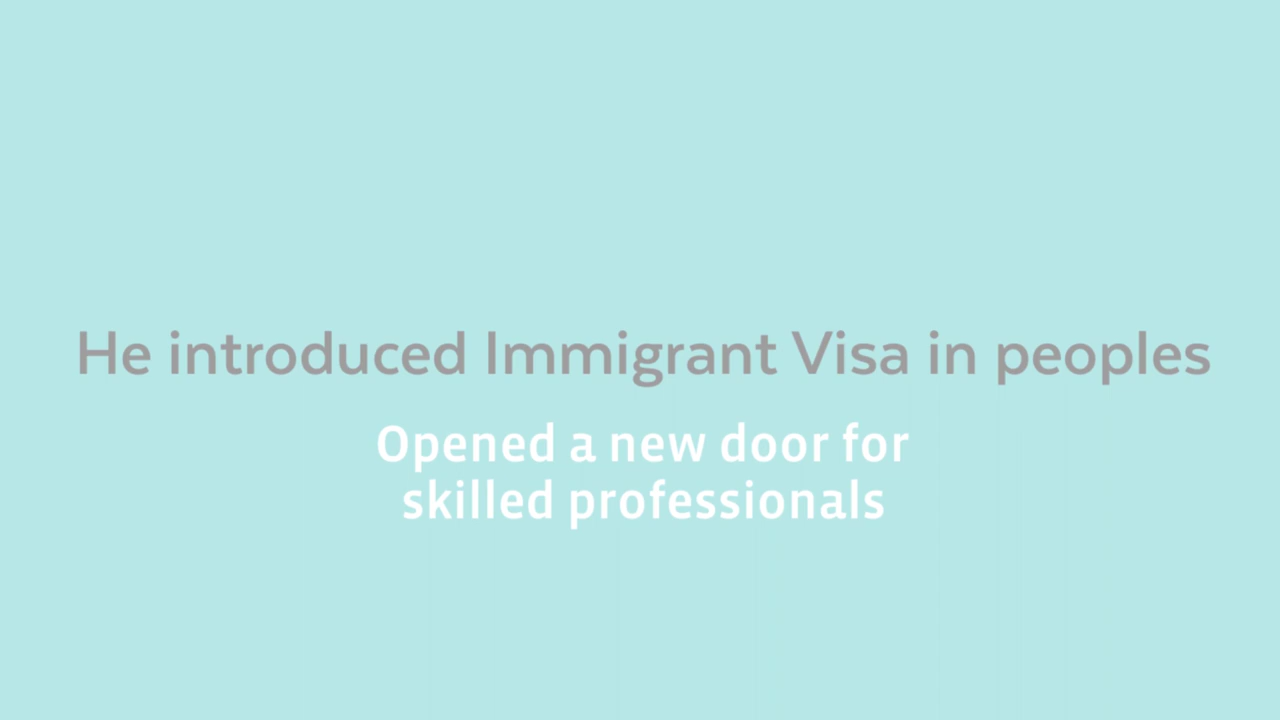 He introduced Immigrant Visa in peoples
Opened a new door for
skilled professionals